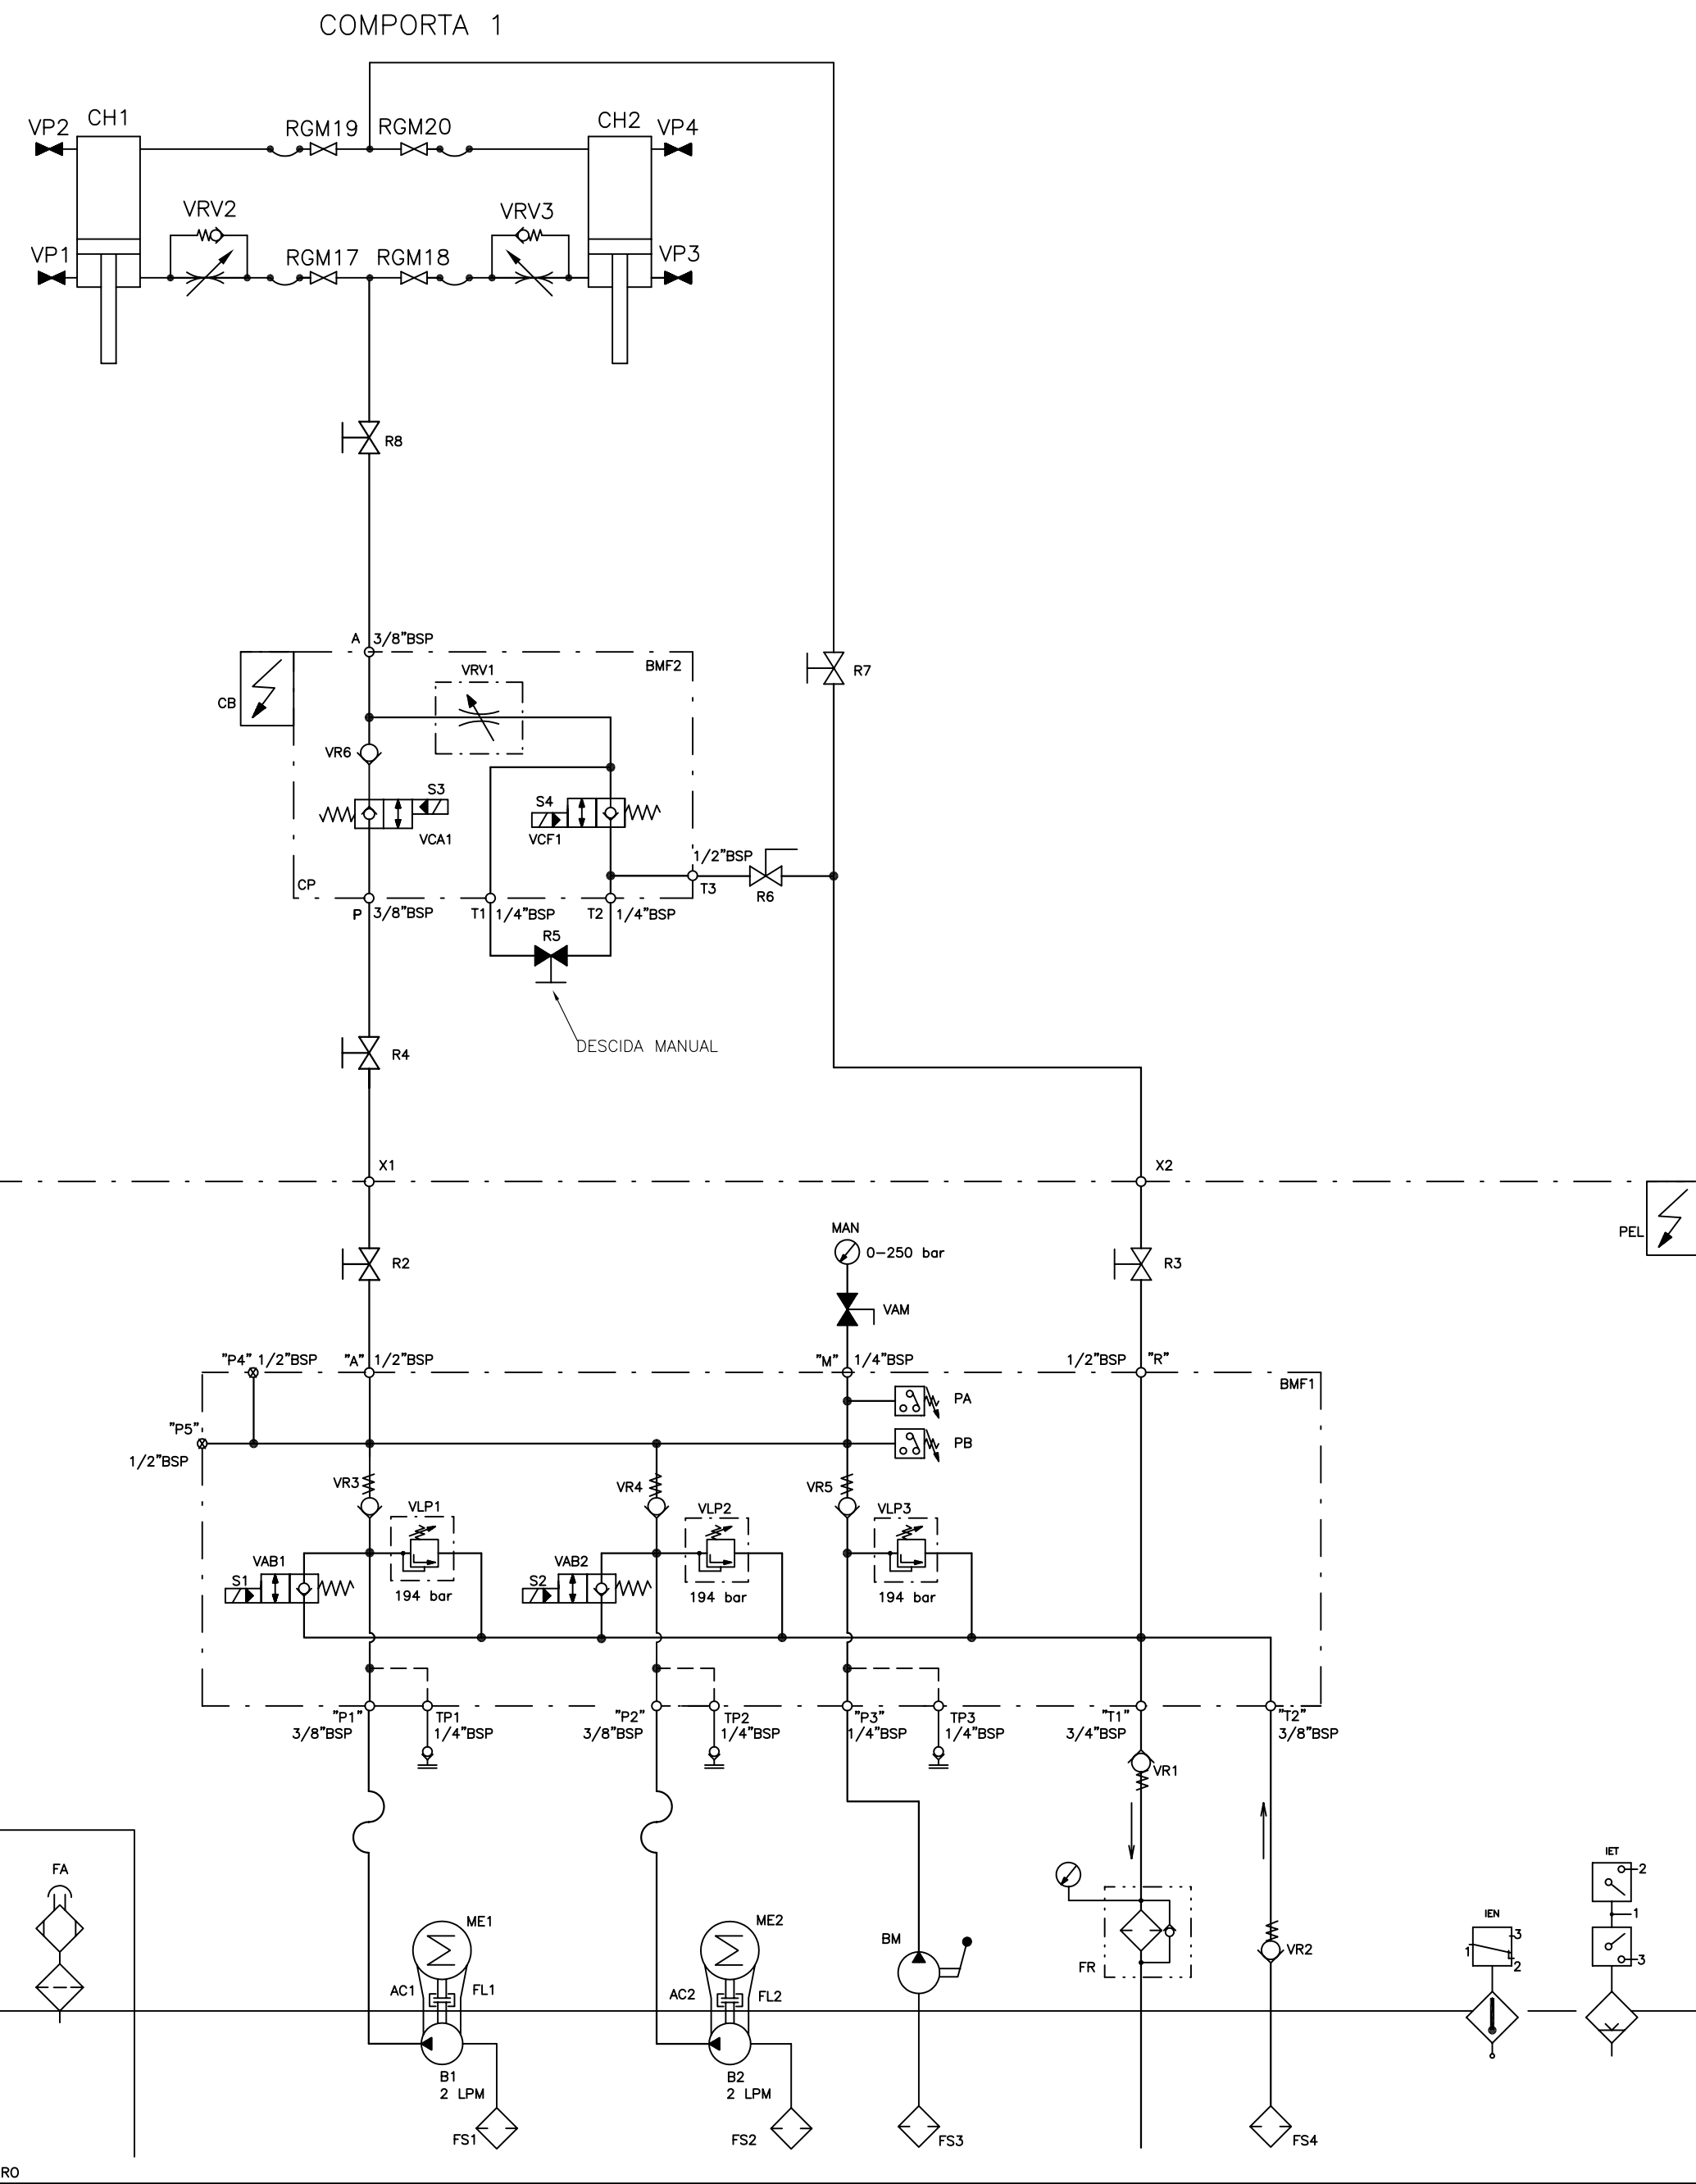 COMPORTA 1
CH1
VP2
RGM19
RGM20
CH2
VP4
VRV2
VRV3
VP1
RGM17
RGM18
VP3
R8
A
3/8"BSP
BMF2
VRV1
R7
CB
VR6
S3
S4
VCA1
VCF1
1/2"BSP
CP
T3
R6
P
3/8"BSP
T1
1/4"BSP
T2
1/4"BSP
R5
DESCIDA MANUAL
R4
X1
X2
PEL
MAN
0-250 bar
R2
R3
VAM
"P4"
1/2"BSP
"A"
1/2"BSP
"M"
1/4"BSP
1/2"BSP
"R"
BMF1
PA
"P5"
PB
1/2"BSP
VR3
VR4
VR5
VLP1
VLP2
VLP3
VAB1
VAB2
S1
S2
194 bar
194 bar
194 bar
"P1"
TP1
"P2"
TP2
"P3"
TP3
"T1"
"T2"
3/8"BSP
1/4"BSP
3/8"BSP
1/4"BSP
1/4"BSP
1/4"BSP
3/4"BSP
3/8"BSP
VR1
FA
IET
2
1
3
IEN
3
1
2
ME1
ME2
BM
VR2
FR
AC1
FL1
AC2
FL2
B1
2 LPM
B2
2 LPM
FS1
FS2
FS3
FS4
RO